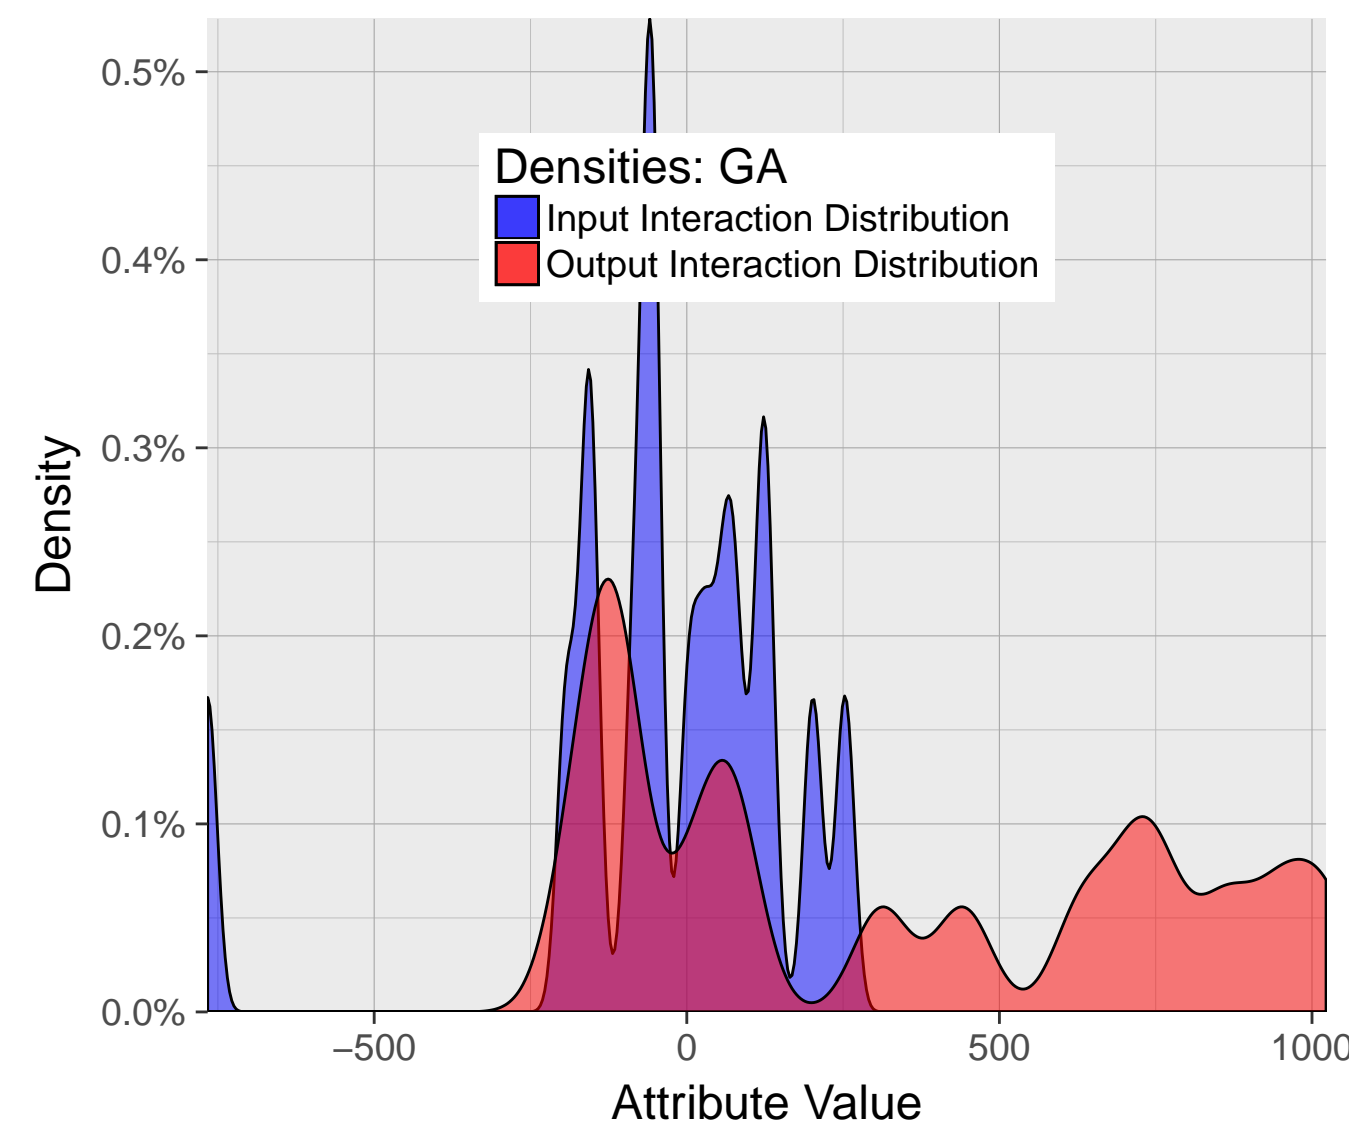 0.5%
0.4%
0.3%
0.2%
0.1%
0.0%
Density
Densities: GA
Input Interaction Distribution
Output Interaction Distribution
−500
0
500
1000
Attribute Value